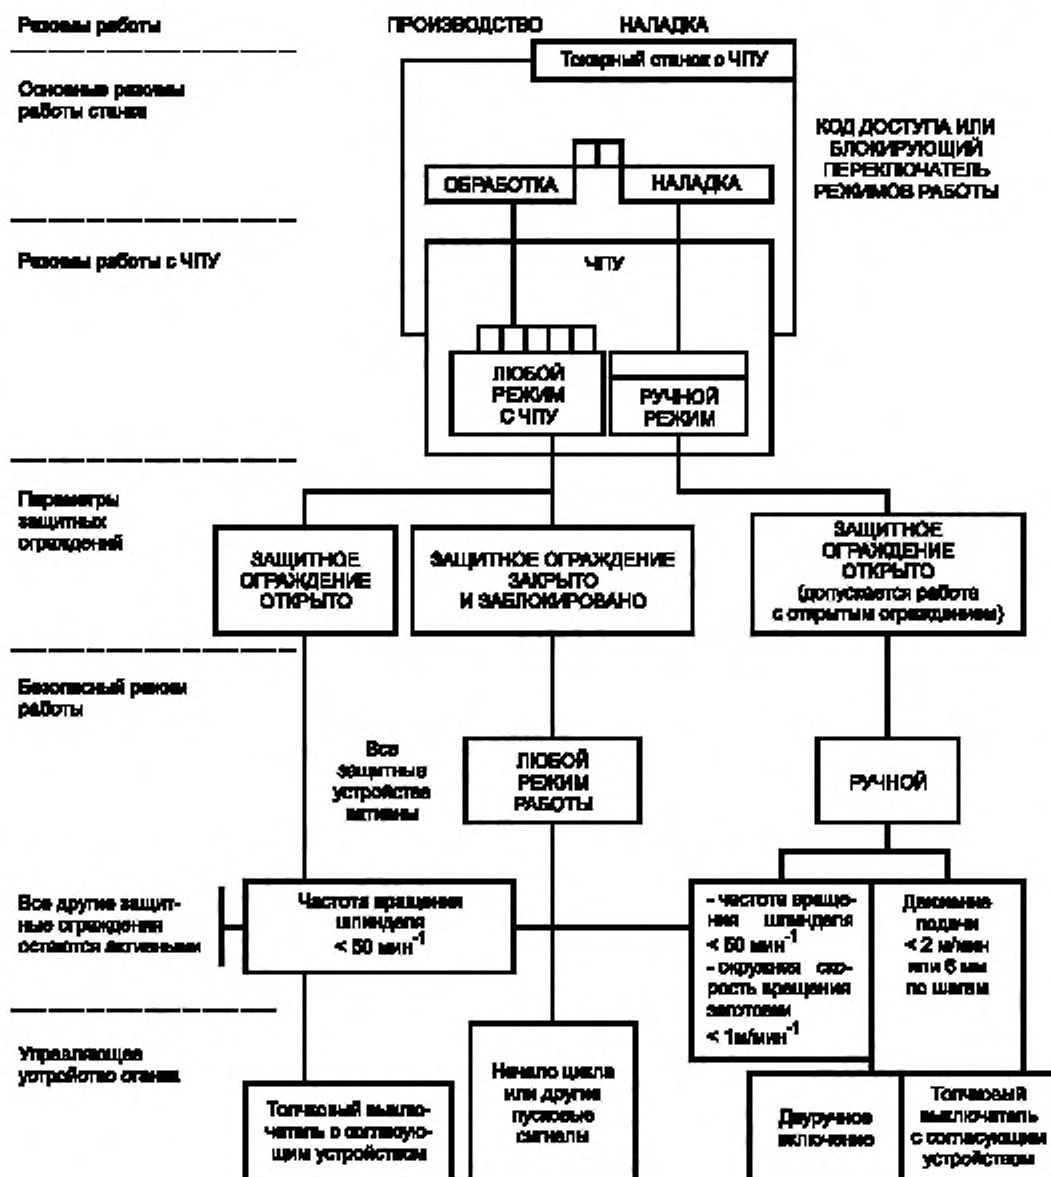 Режимы работы
ПРОИЗВОДСТВО
НАЛАДКА
Токарный станок с ЧПУ
Основные режимы
работы станка
КОД ДОСТУПА ИЛИ
БЛОКИРУЮЩИЙ
ПЕРЕКЛЮЧАТЕЛЬ
РЕЖИМОВ РАБОТЫ
ОБРАБОТКА
НАЛАДКА
Режимы работы с ЧПУ
ЧПУ
ЛЮБОЙ
РЕЖИМ
С ЧПУ
РУЧНОЙ
РЕЖИМ
Параметры
защитных
ограждений
ЗАЩИТНОЕ
ОГРАЖДЕНИЕ
ОТКРЫТО
ЗАЩИТНОЕ ОГРАЖДЕНИЕ
ЗАКРЫТО
И ЗАБЛОКИРОВАНО
ЗАЩИТНОЕ
ОГРАЖДЕНИЕ
ОТКРЫТО
(допускается работа
с открытым ограждением)
Безопасный режим
работы
Все
защитные
устройства
активны
ЛЮБОЙ
РЕЖИМ
РАБОТЫ
РУЧНОЙ
Все другие защит-
ные ограждения
остаются активными
Частота вращения
шпинделя
< 50 мин⁻¹
- частота враще-
ния шпинделя
< 50 мин⁻¹
- окружная ско-
рость вращения
заготовки
< 1м/мин⁻¹
Движение
подачи
< 2 м/мин
или 6 мм
по шагам
Управляющее
устройство станка
Толчковый выклю-
чатель с согласую-
щим устройством
Начало цикла
или другие
пусковые
сигналы
Двуручное
включение
Толчковый
выключатель
с согласующим
устройством